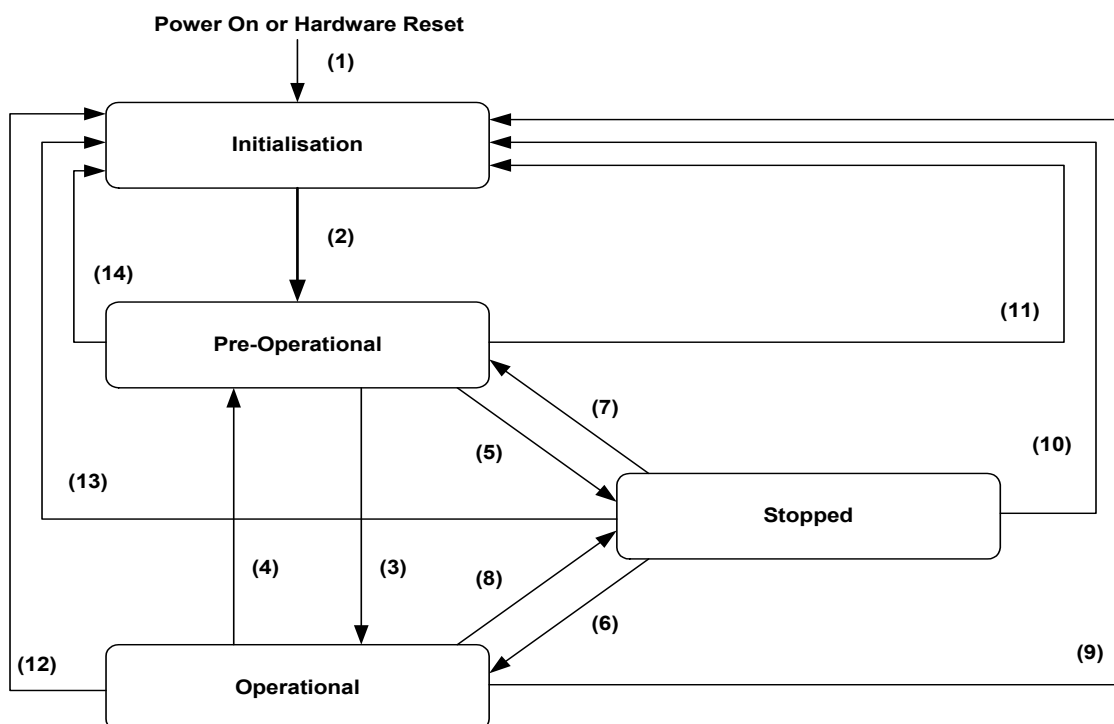 Power On or Hardware Reset
(1)
Initialisation
(2)
(14)
(11)
Pre-Operational
(7)
(5)
(10)
(13)
Stopped
(4)
(3)
(8)
(6)
(12)
(9)
Operational